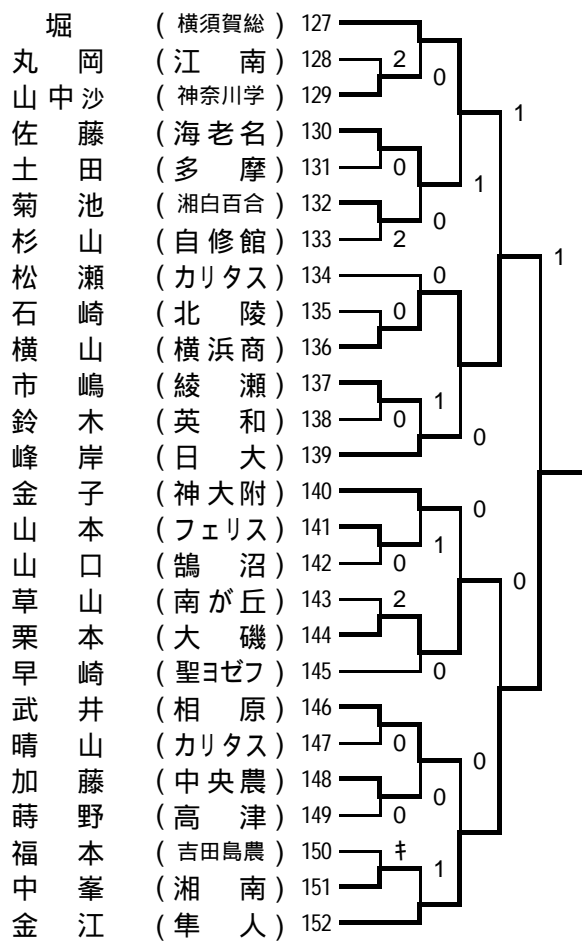 堀 (横須賀総) 127
丸岡 (江南) 128 2
0
山中沙 (神奈川学) 129
1
佐藤 (海老名) 130
土田 (多摩) 131 0
1
菊池 (湘白百合) 132
0
杉山 (自修館) 133 2
1
松瀬 (カリタス) 134 0
石崎 (北陵) 135 0
横山 (横浜商) 136
市嶋 (綾瀬) 137
1
鈴木 (英和) 138 0
0
峰岸 (日大) 139
金子 (神大附) 140
0
山本 (フェリス) 141
1
山口 (鵠沼) 142 0
0
草山 (南が丘) 143 2
栗本 (大磯) 144
早崎 (聖ヨゼフ) 145 0
武井 (相原) 146
晴山 (カリタス) 147 0
0
加藤 (中央農) 148
0
蒔野 (高津) 149 0
福本 (吉田島農) 150 キ
1
中峯 (湘南) 151
金江 (隼人) 152